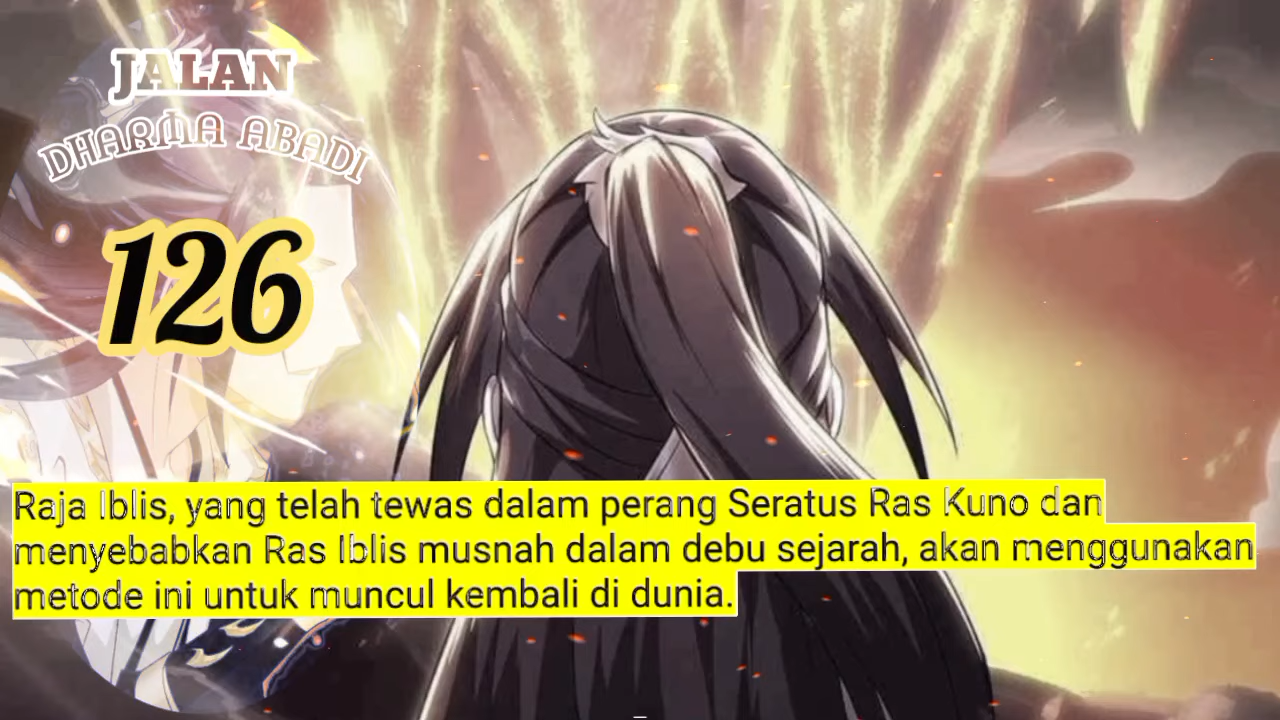 JALAN
DHARMA ABADI
126
Raja Iblis, yang telah tewas dalam perang Seratus Ras Kuno dan
menyebabkan Ras Iblis musnah dalam debu sejarah, akan menggunakan
metode ini untuk muncul kembali di dunia.